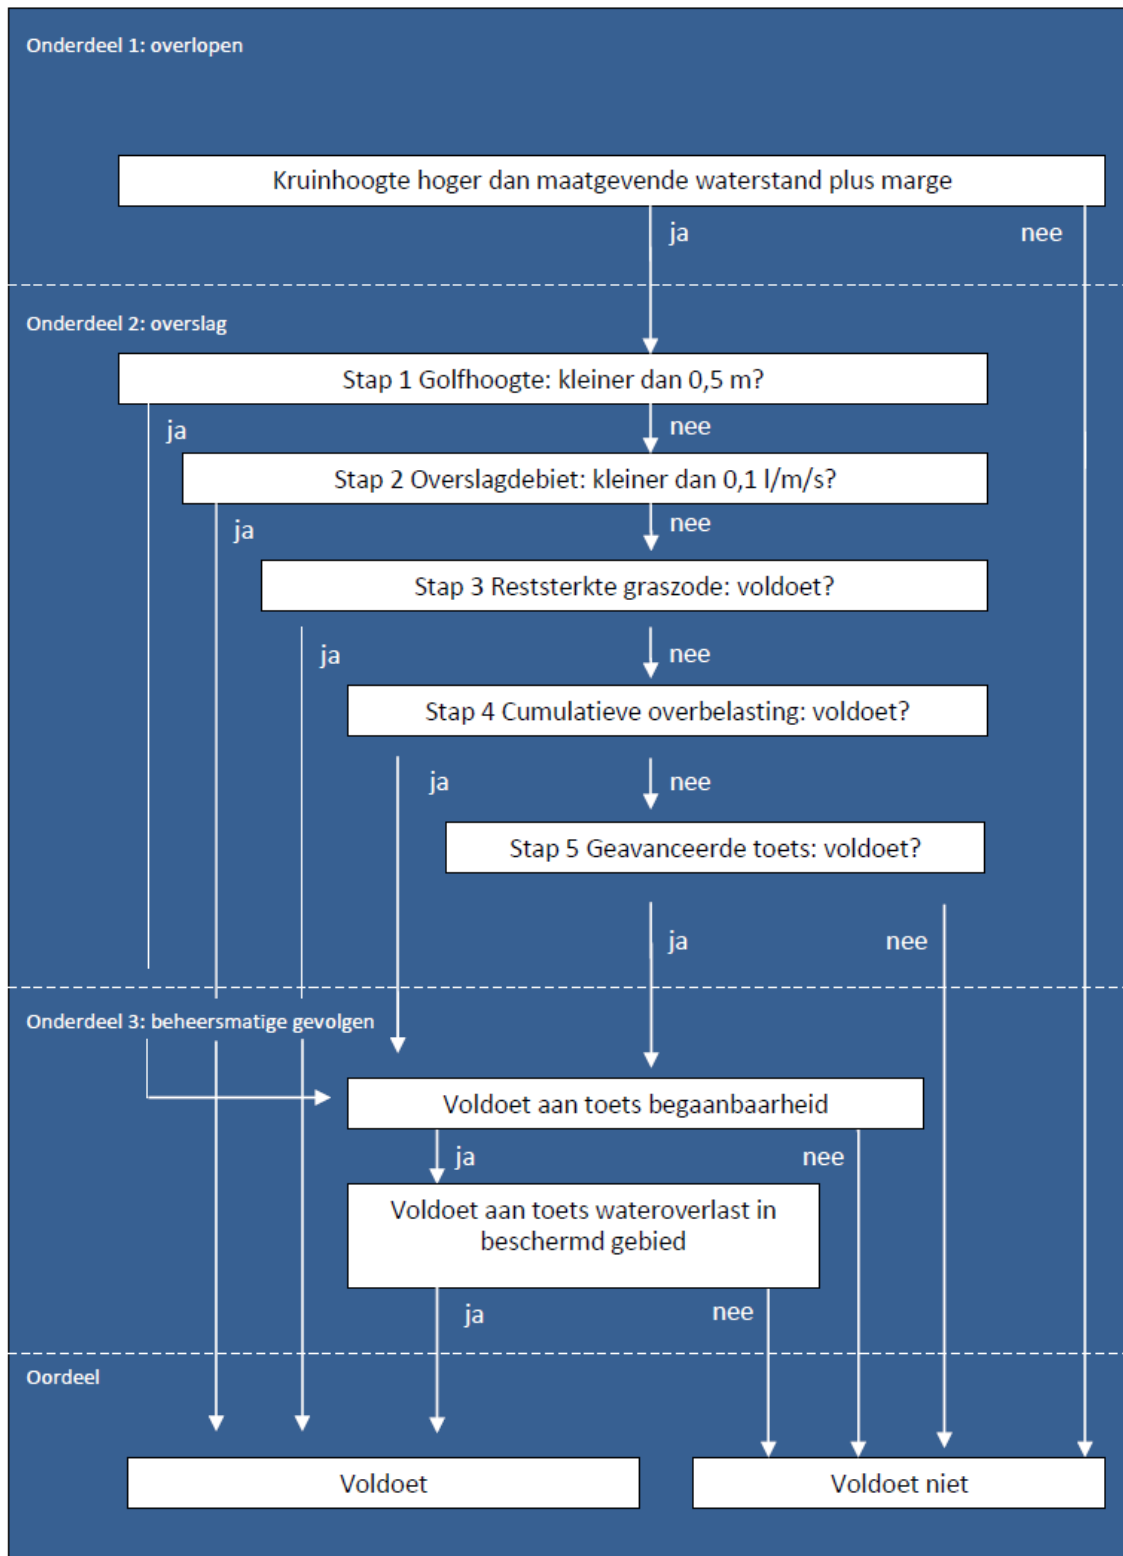 Onderdeel 1: overlopen
Kruinhoogte hoger dan maatgevende waterstand plus marge
ja
nee
Onderdeel 2: overslag
Stap 1 Golfhoogte: kleiner dan 0,5 m?
ja
nee
Stap 2 Overslagdebiet: kleiner dan 0,1 l/m/s?
ja
nee
Stap 3 Reststerkte graszode: voldoet?
ja
nee
Stap 4 Cumulatieve overbelasting: voldoet?
ja
nee
Stap 5 Geavanceerde toets: voldoet?
ja
nee
Onderdeel 3: beheersmatige gevolgen
Voldoet aan toets begaanbaarheid
ja
nee
Voldoet aan toets wateroverlast in
beschermd gebied
ja
nee
Oordeel
Voldoet
Voldoet niet